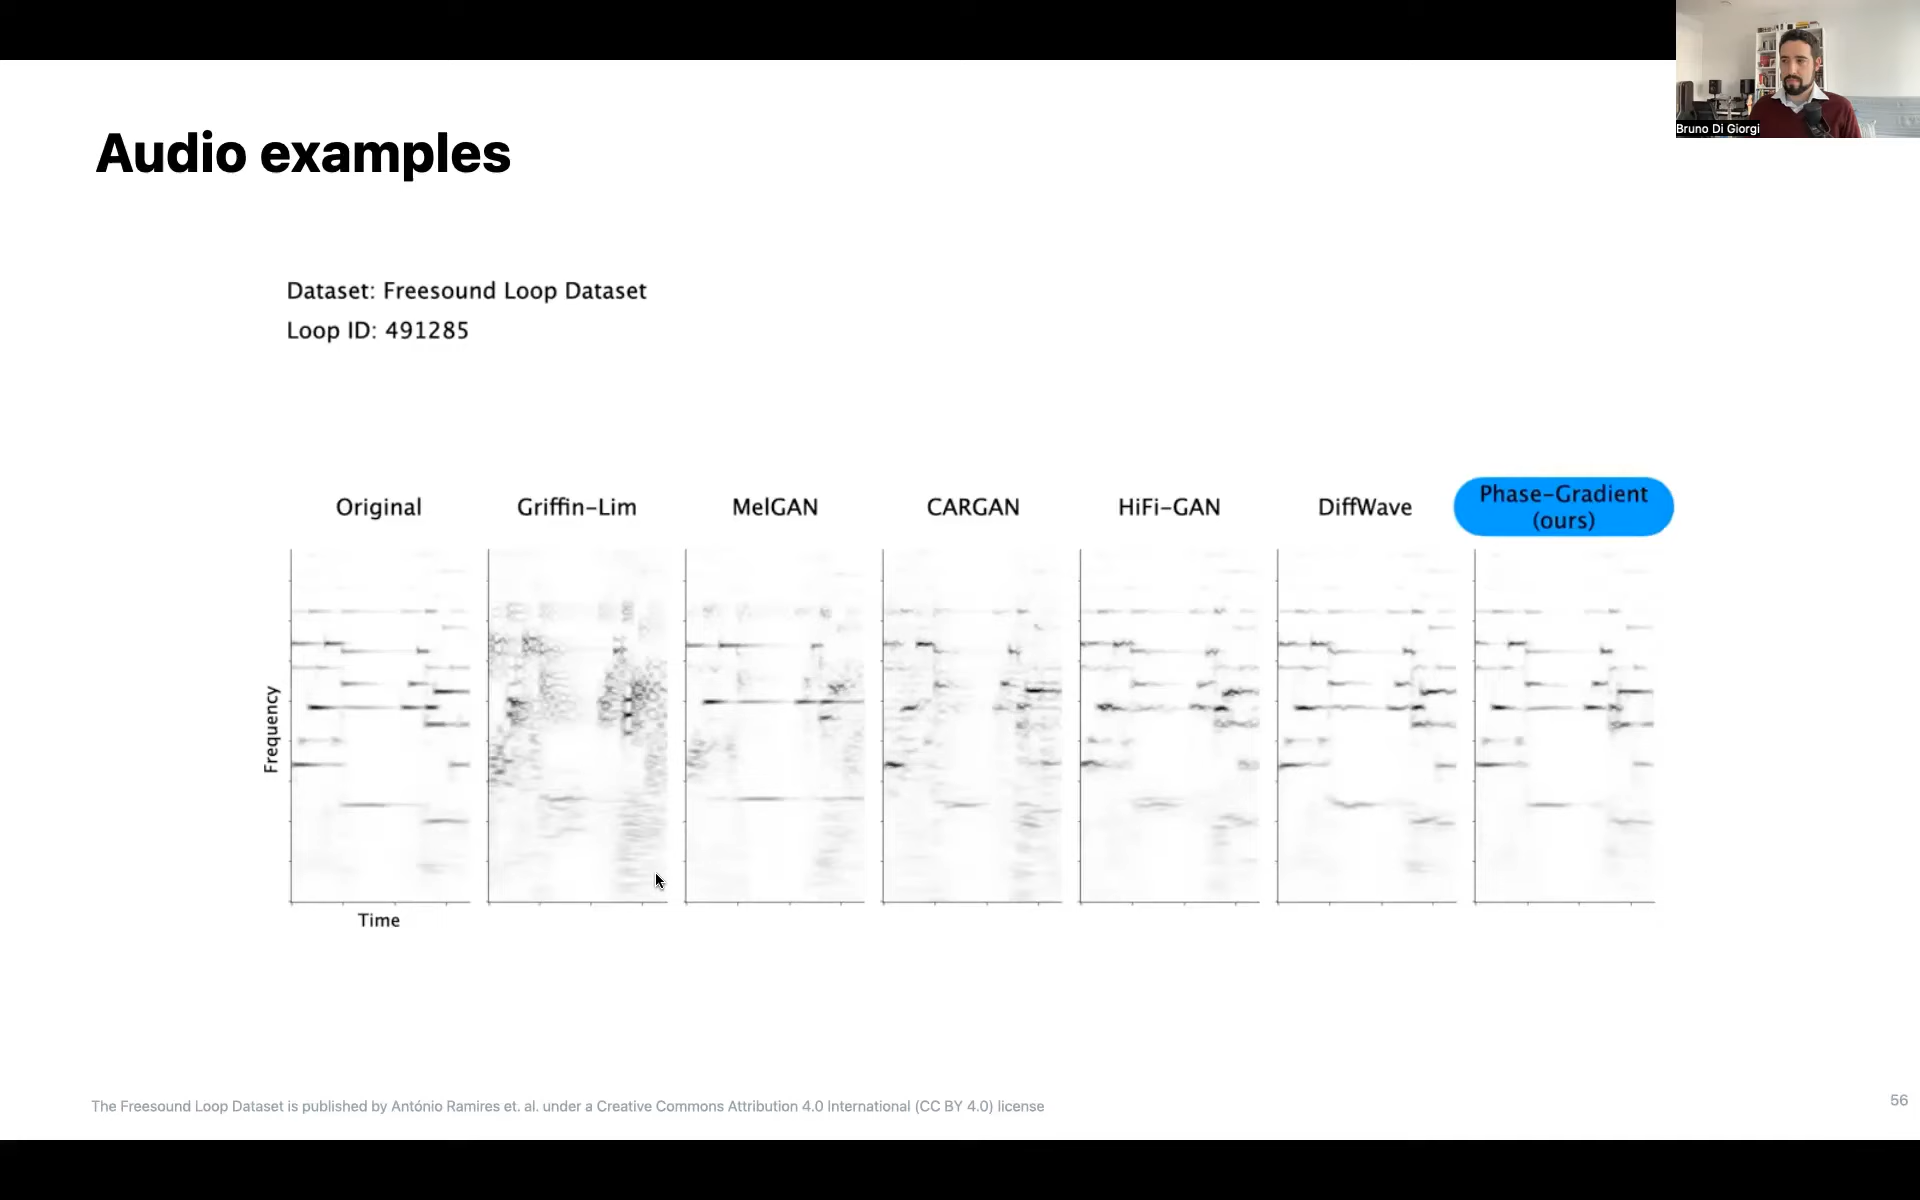 Bruno Di Giorgi
Audio examples
Dataset: Freesound Loop Dataset
Loop ID: 491285
Original
Griffin-Lim
MelGAN
CARGAN
HiFi-GAN
DiffWave
Phase-Gradient
(ours)
Frequency
Time
The Freesound Loop Dataset is published by António Ramires et. al. under a Creative Commons Attribution 4.0 International (CC BY 4.0) license
56